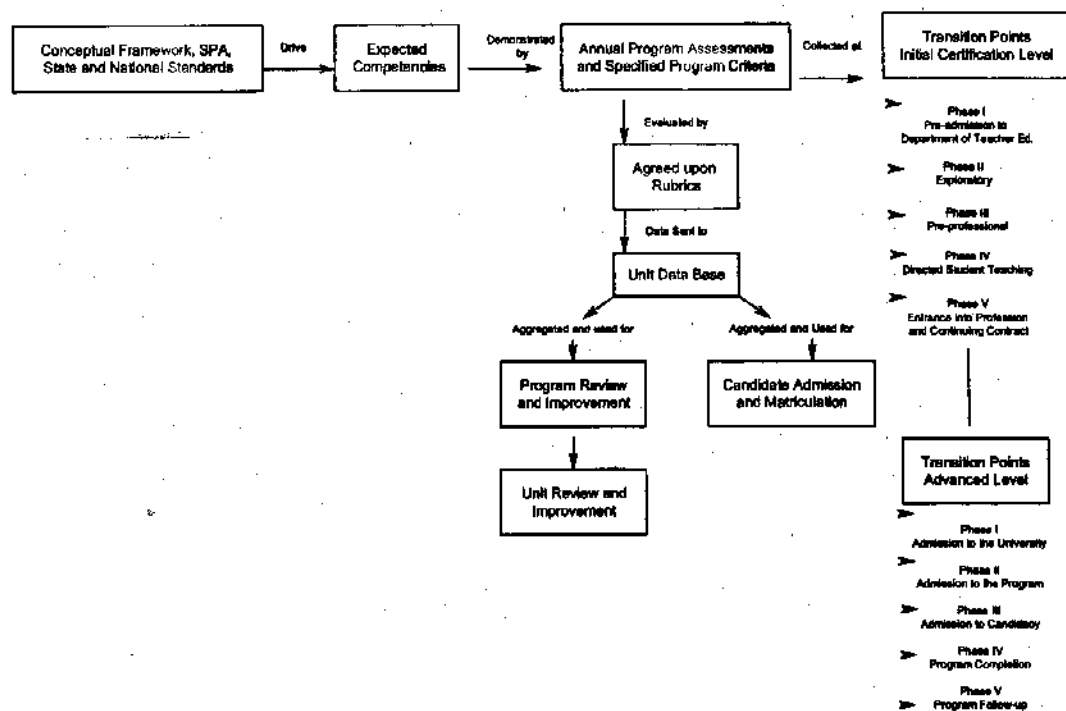 Conceptual Framework, SPA,
State and National Standards
Drive
Expected
Competencies
Demonstrated
by
Annual Program Assessments
and Specified Program Criteria
Collected at
Transition Points
Initial Certification Level
Phase I
Pre-admission to
Department of Teacher Ed.
Phase II
Exploratory
Phase III
Pre-professional
Phase IV
Directed Student Teaching
Phase V
Entrance into Profession
and Continuing Contract
Evaluated by
Agreed upon
Rubrics
Data Sent to
Unit Data Base
Aggregated and used for
Aggregated and Used for
Program Review
and Improvement
Candidate Admission
and Matriculation
Unit Review and
Improvement
Transition Points
Advanced Level
Phase I
Admission to the University
Phase II
Admission to the Program
Phase III
Admission to Candidacy
Phase IV
Program Completion
Phase V
Program Follow-up